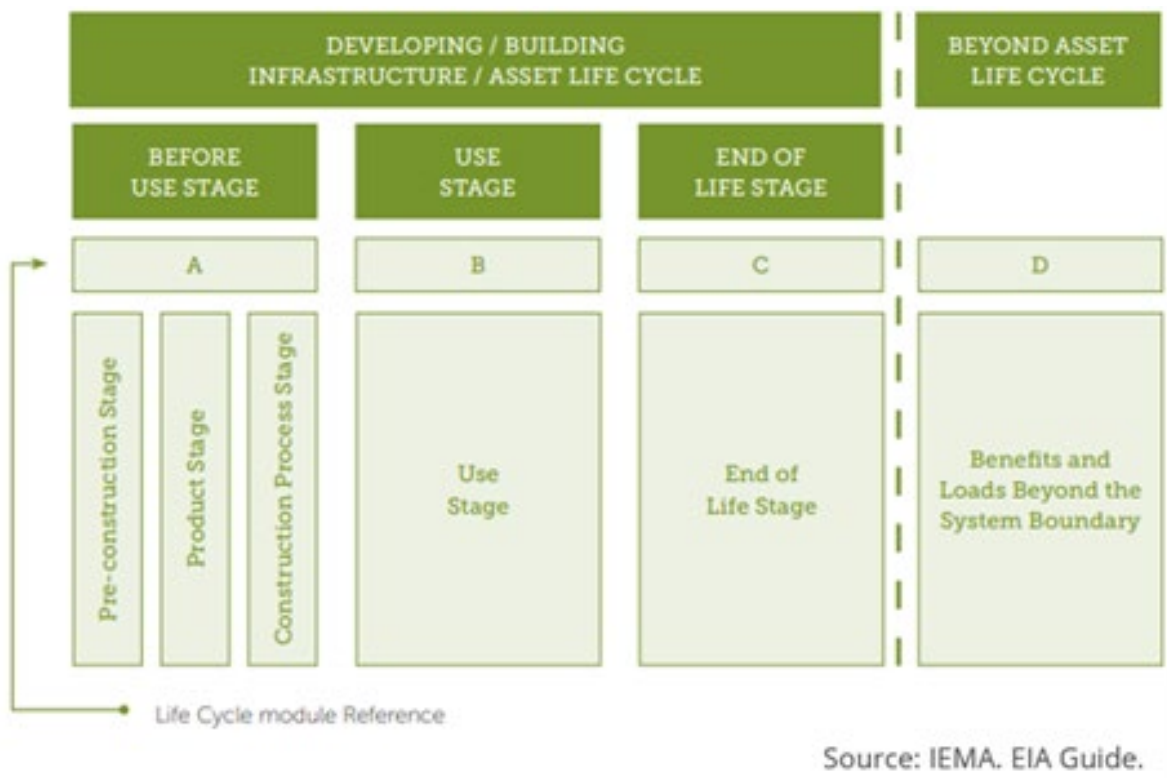 DEVELOPING / BUILDING
INFRASTRUCTURE / ASSET LIFE CYCLE
BEYOND ASSET
LIFE CYCLE
BEFORE
USE STAGE
USE
STAGE
END OF
LIFE STAGE
A
B
C
D
Pre-construction Stage
Product Stage
Construction Process Stage
Use
Stage
End of
Life Stage
Benefits and
Loads Beyond the
System Boundary
Life Cycle module Reference
Source: IEMA. EIA Guide.